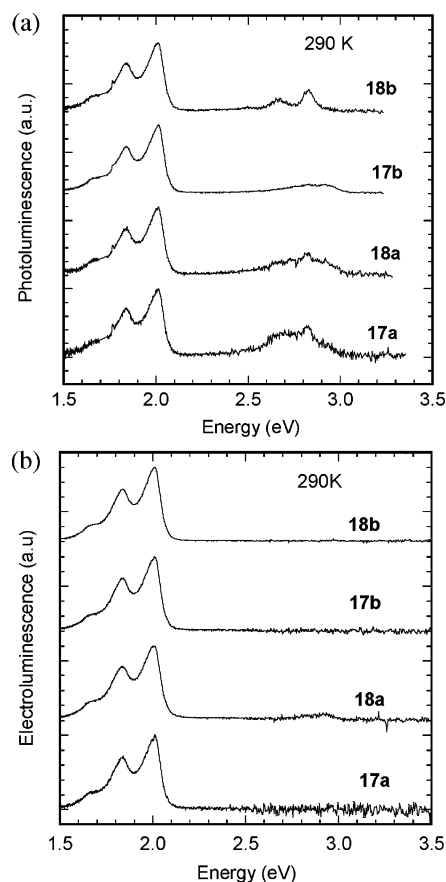 (a)
290 K
18b
17b
18a
17a
Photoluminescence (a.u.)
1.5 2.0 2.5 3.0 3.5
Energy (eV)
(b)
290K
18b
17b
18a
17a
Electroluminescence (a.u)
1.5 2.0 2.5 3.0 3.5
Energy (eV)